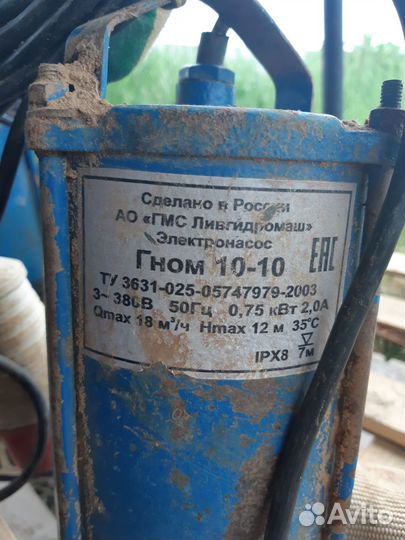 Сделано в России
АО «ГМС Ливгидромаш»
Электронасос
Гном 10-10
EAC
ТУ 3631-025-05747979-2003
3~ 380В 50Гц 0,75 кВт 2,0А
Qmax 18 м³/ч Hmax 12 м 35°С
IPX8 7м
Avito